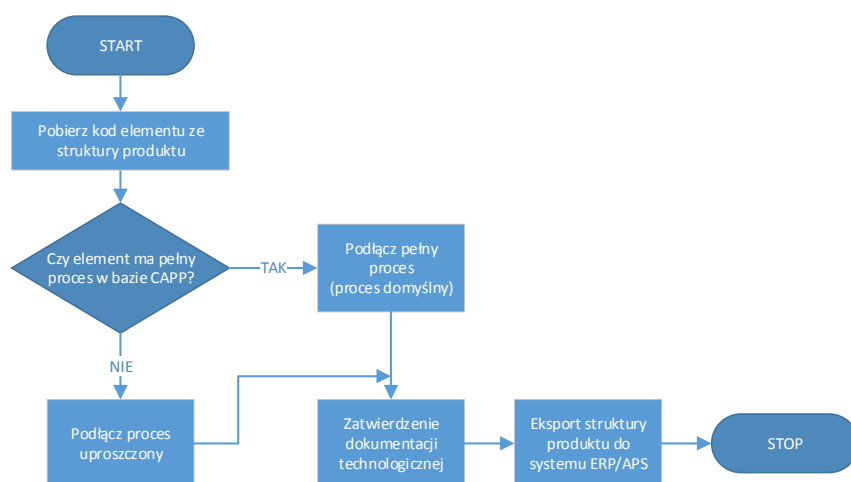 START
Pobierz kod elementu ze
struktury produktu
Czy element ma pełny
proces w bazie CAPP?
TAK
Podłącz pełny
proces
(proces domyślny)
NIE
Podłącz proces
uproszczony
Zatwierdzenie
dokumentacji
technologicznej
Eksport struktury
produktu do
systemu ERP/APS
STOP